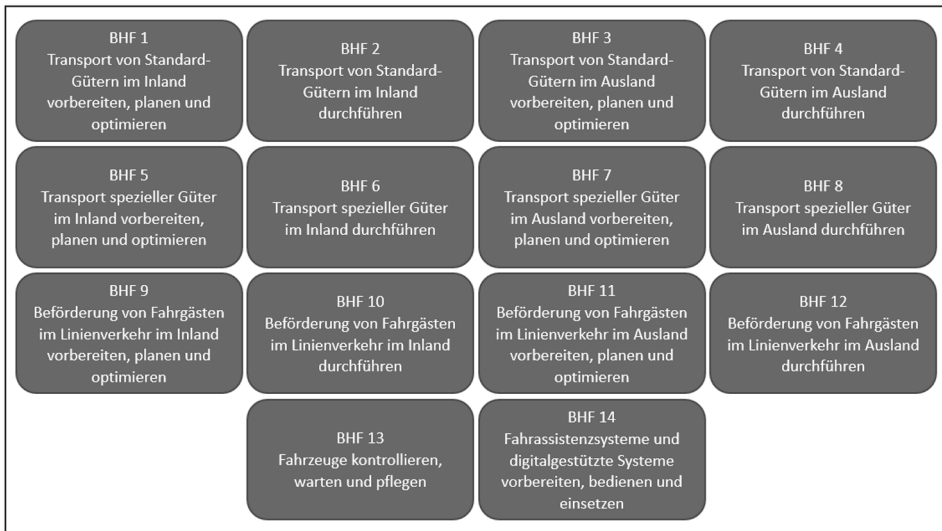 BHF 1
Transport von Standard-
Gütern im Inland
vorbereiten, planen und
optimieren
BHF 2
Transport von Standard-
Gütern im Inland
durchführen
BHF 3
Transport von Standard-
Gütern im Ausland
vorbereiten, planen und
optimieren
BHF 4
Transport von Standard-
Gütern im Ausland
durchführen
BHF 5
Transport spezieller Güter
im Inland vorbereiten,
planen und optimieren
BHF 6
Transport spezieller Güter
im Inland durchführen
BHF 7
Transport spezieller Güter
im Ausland vorbereiten,
planen und optimieren
BHF 8
Transport spezieller Güter
im Ausland durchführen
BHF 9
Beförderung von Fahrgästen
im Linienverkehr im Inland
vorbereiten, planen und
optimieren
BHF 10
Beförderung von Fahrgästen
im Linienverkehr im Inland
durchführen
BHF 11
Beförderung von Fahrgästen
im Linienverkehr im Ausland
vorbereiten, planen und
optimieren
BHF 12
Beförderung von Fahrgästen
im Linienverkehr im Ausland
durchführen
BHF 13
Fahrzeuge kontrollieren,
warten und pflegen
BHF 14
Fahrassistenzsysteme und
digitalgestützte Systeme
vorbereiten, bedienen und
einsetzen